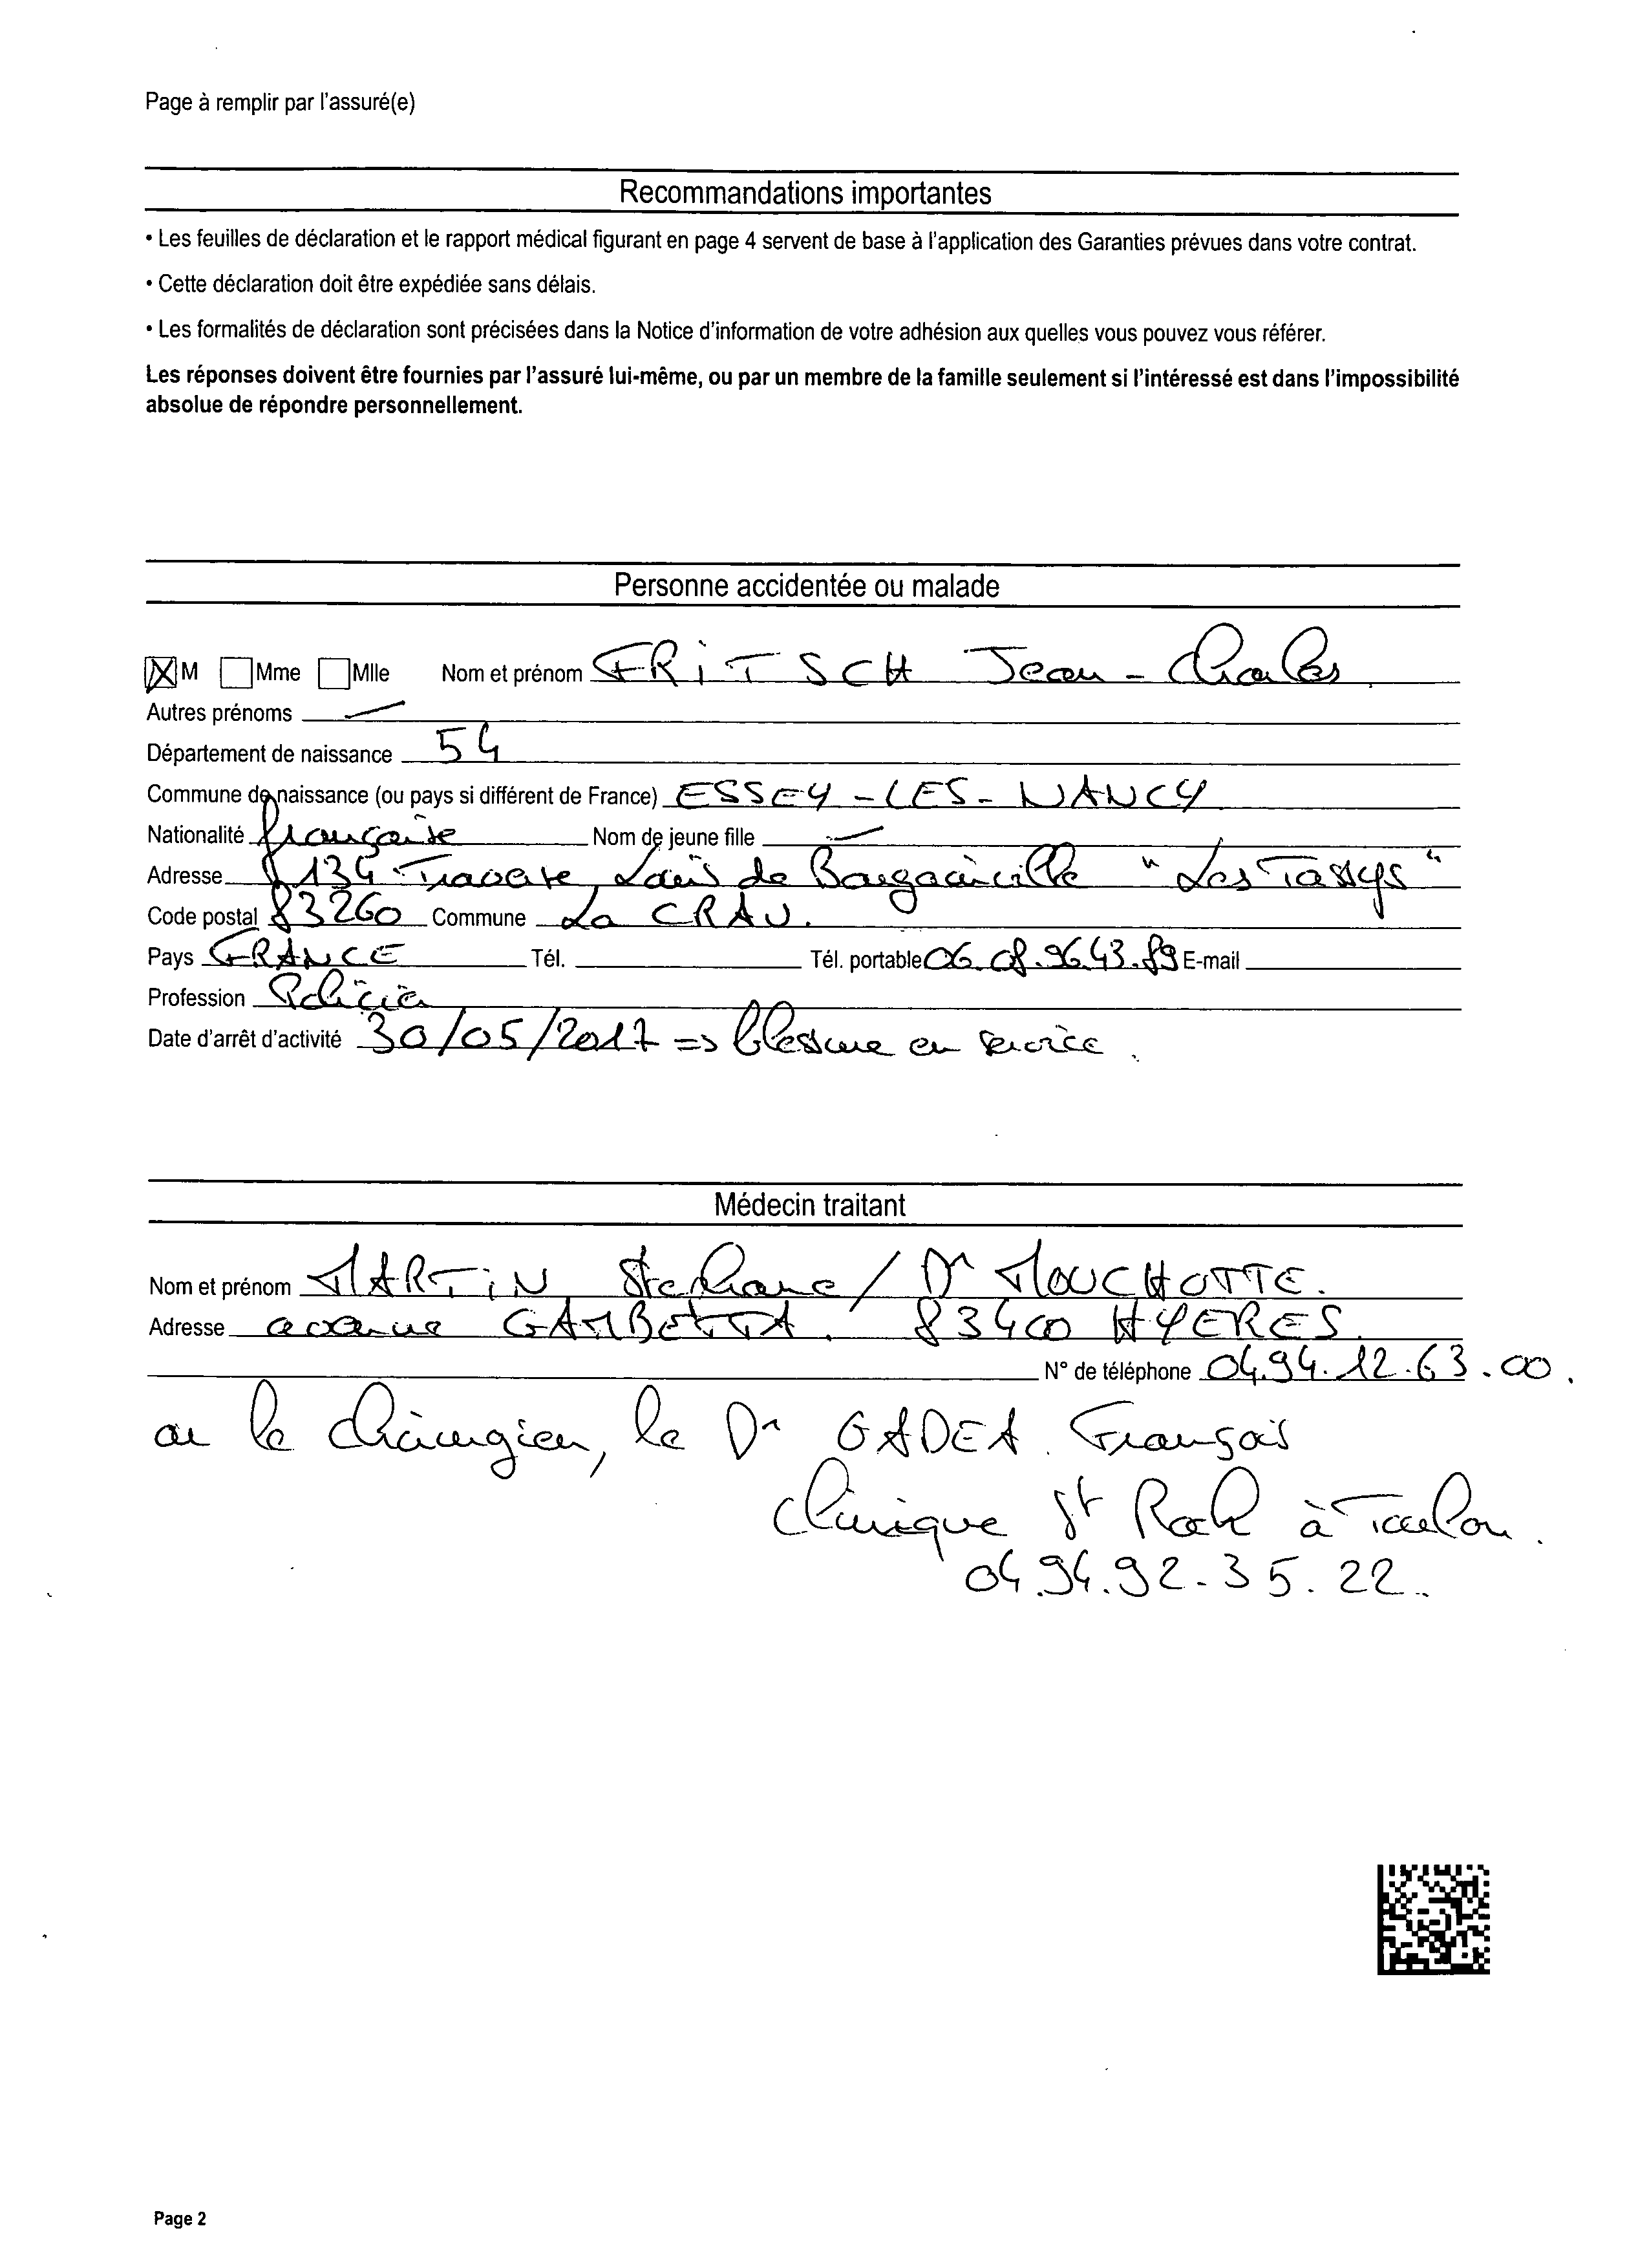 Page à remplir par l'assuré(e)
Recommandations importantes
• Les feuilles de déclaration et le rapport médical figurant en page 4 servent de base à l'application des Garanties prévues dans votre contrat.
• Cette déclaration doit être expédiée sans délais.
• Les formalités de déclaration sont précisées dans la Notice d'information de votre adhésion aux quelles vous pouvez vous référer.
Les réponses doivent être fournies par l'assuré lui-même, ou par un membre de la famille seulement si l'intéressé est dans l'impossibilité
absolue de répondre personnellement.
Personne accidentée ou malade
X M Mme Mlle Nom et prénom FRiTSCH Jean - Charles
Autres prénoms —
Département de naissance 54
Commune de naissance (ou pays si différent de France) ESSEY - LES - NANCY
Nationalité française Nom de jeune fille —
Adresse 134 Traverse Louis de Bougainville "Les Tassys"
Code postal 83260 Commune La CRAU.
Pays FRANCE Tél. Tél. portable 06.08.96.43.89 E-mail
Profession Policier
Date d'arrêt d'activité 30/05/2017 => blessure en service.
Médecin traitant
Nom et prénom MARTiN Stephane / Dr MOUCHOTTE.
Adresse avenue GAMBETTA. 83400 HYERES.
N° de téléphone 04.94.12.63.00.
ou le chirurgien, le Dr GADEA. François
clinique St Roch à Toulon.
04.94.92.35.22.
Page 2